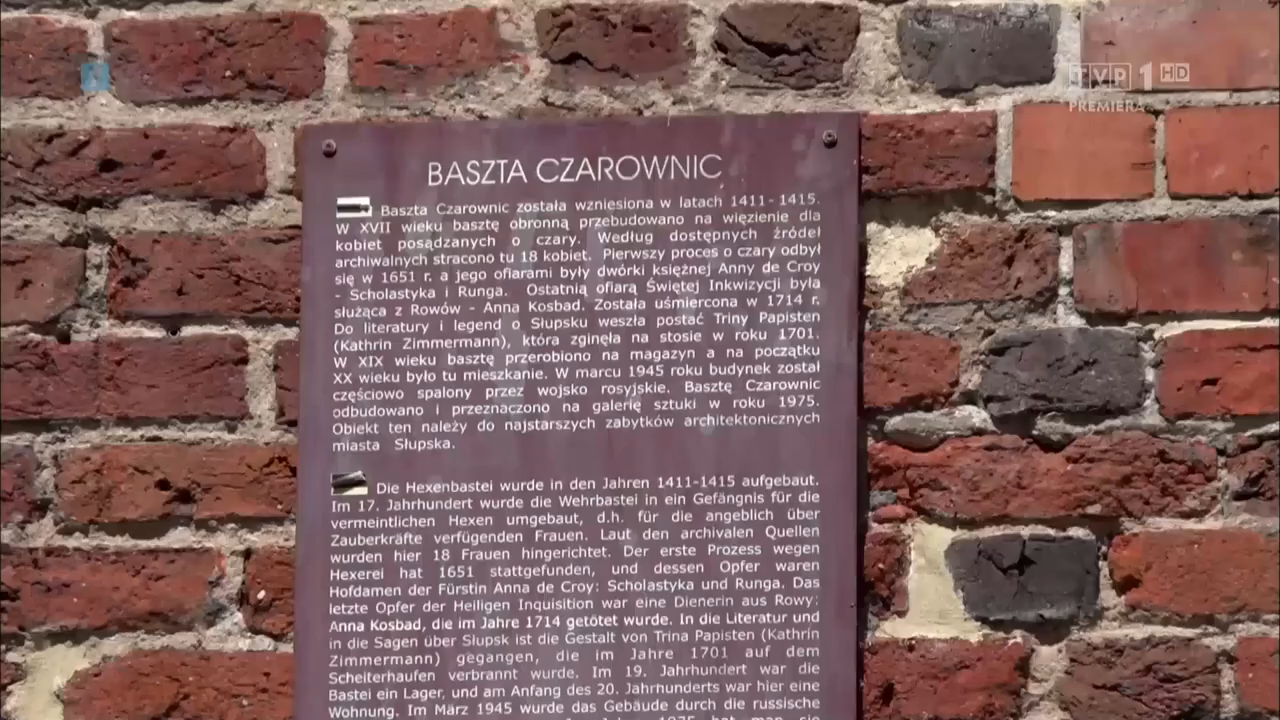 TVP 1 HD
PREMIERA
BASZTA CZAROWNIC
Baszta Czarownic została wzniesiona w latach 1411-1415.
W XVII wieku basztę obronną przebudowano na więzienie dla
kobiet posądzanych o czary. Według dostępnych źródeł
archiwalnych stracono tu 18 kobiet. Pierwszy proces o czary odbył
się w 1651 r. a jego ofiarami były dwórki księżnej Anny de Croy
- Scholastyka i Runga. Ostatnią ofiarą Świętej Inkwizycji była
służąca z Rowów - Anna Kosbad. Została uśmiercona w 1714 r.
Do literatury i legend o Słupsku weszła postać Triny Papisten
(Kathrin Zimmermann), która zginęła na stosie w roku 1701.
W XIX wieku basztę przerobiono na magazyn a na początku
XX wieku było tu mieszkanie. W marcu 1945 roku budynek został
częściowo spalony przez wojsko rosyjskie. Basztę Czarownic
odbudowano i przeznaczono na galerię sztuki w roku 1975.
Obiekt ten należy do najstarszych zabytków architektonicznych
miasta Słupska.
Die Hexenbastei wurde in den Jahren 1411-1415 aufgebaut.
Im 17. Jahrhundert wurde die Wehrbastei in ein Gefängnis für die
vermeintlichen Hexen umgebaut, d.h. für die angeblich über
Zauberkräfte verfügenden Frauen. Laut den archivalen Quellen
wurden hier 18 Frauen hingerichtet. Der erste Prozess wegen
Hexerei hat 1651 stattgefunden, und dessen Opfer waren
Hofdamen der Fürstin Anna de Croy: Scholastyka und Runga. Das
letzte Opfer der Heiligen Inquisition war eine Dienerin aus Rowy:
Anna Kosbad, die im Jahre 1714 getötet wurde. In die Literatur und
in die Sagen über Słupsk ist die Gestalt von Trina Papisten (Kathrin
Zimmermann) gegangen, die im Jahre 1701 auf dem
Scheiterhaufen verbrannt wurde. Im 19. Jahrhundert war die
Bastei ein Lager, und am Anfang des 20. Jahrhunderts war hier eine
Wohnung. Im März 1945 wurde das Gebäude durch die russische
1975 hat man sie